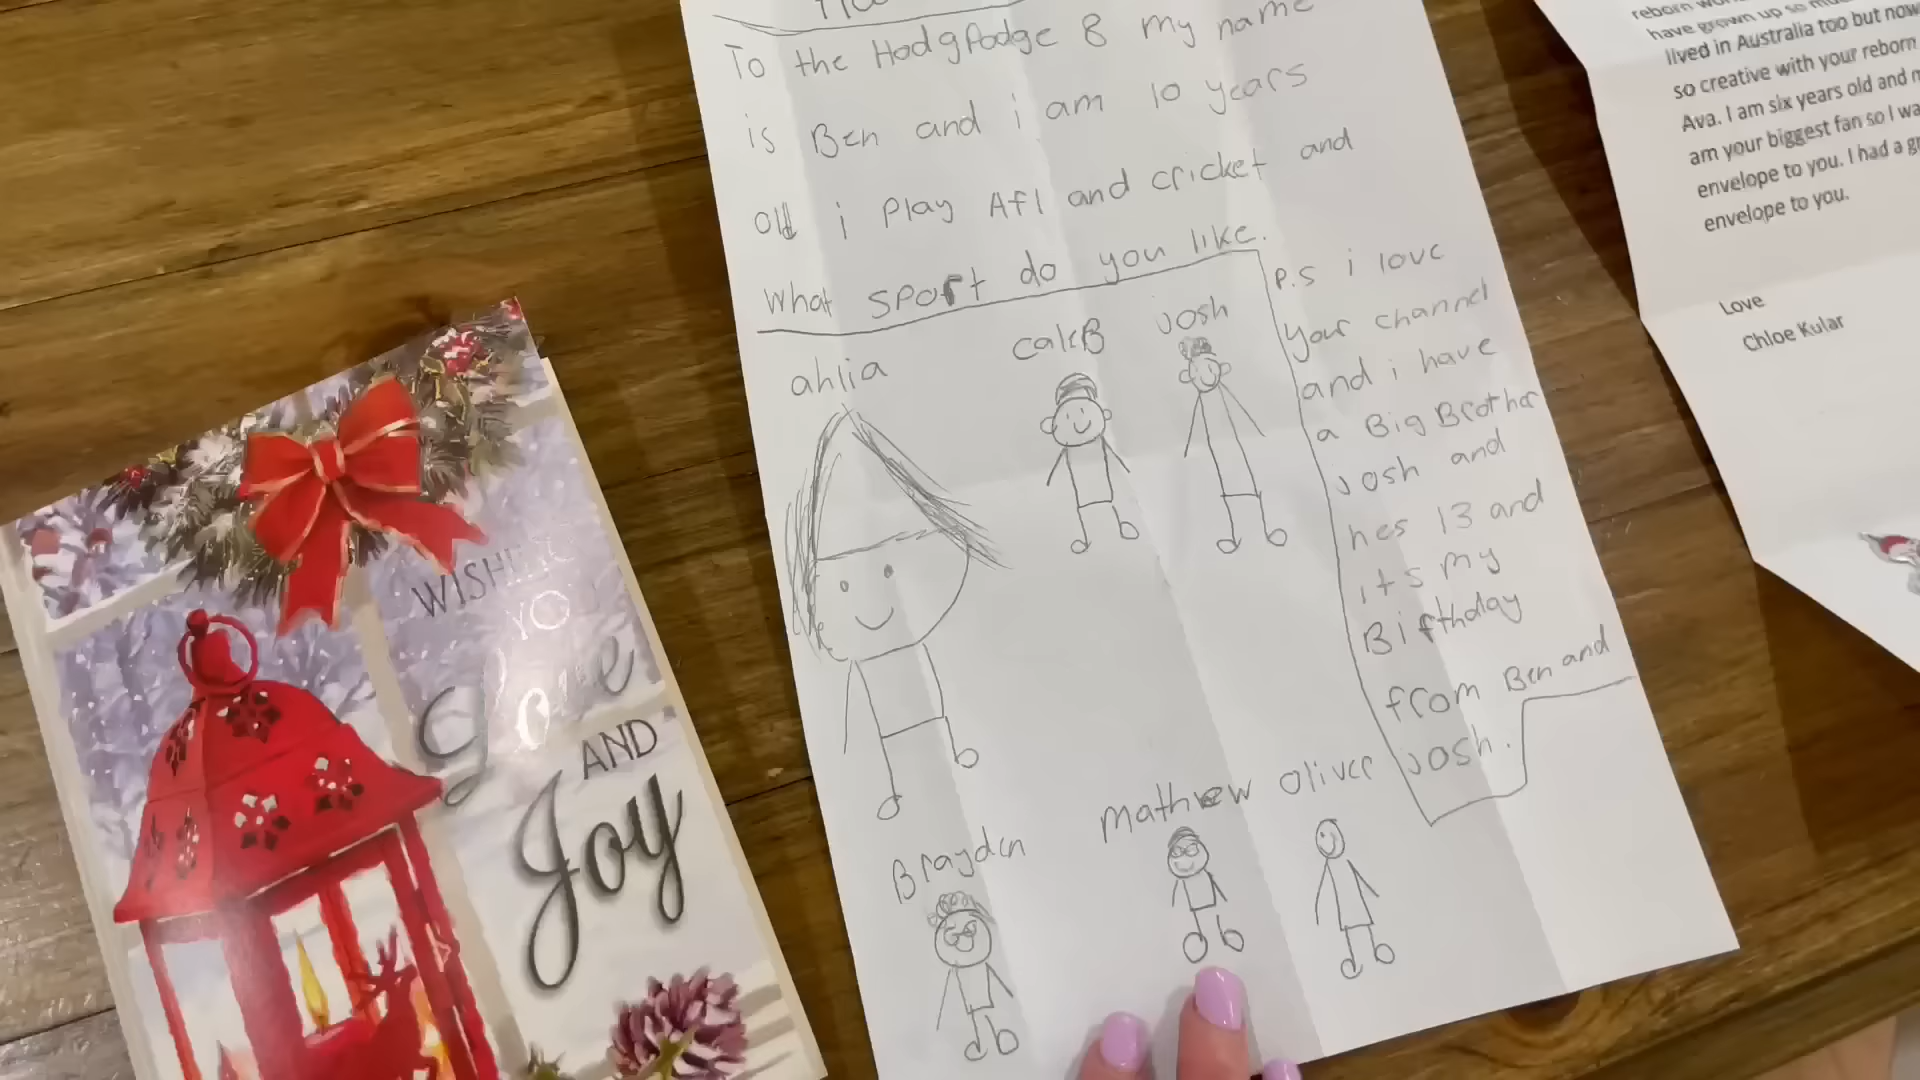 To the HodgPodge 8 my name
is Ben and i am 10 years
old i Play Afl and cricket and
what sport do you like.
ahlia
caleB
Josh
P.S i love
your channel
and i have
a Big Brother
Josh and
hes 13 and
it's my
Birthday
from Ben and
Josh.
Brayden
Mathew
Oliver
WISHING
YOU
Love
AND
Joy
have grown up so
lived in Australia too but now
so creative with your reborn
Ava. I am six years old and
am your biggest fan so I
envelope to you. I had a
envelope to you.
Love
Chloe Kular